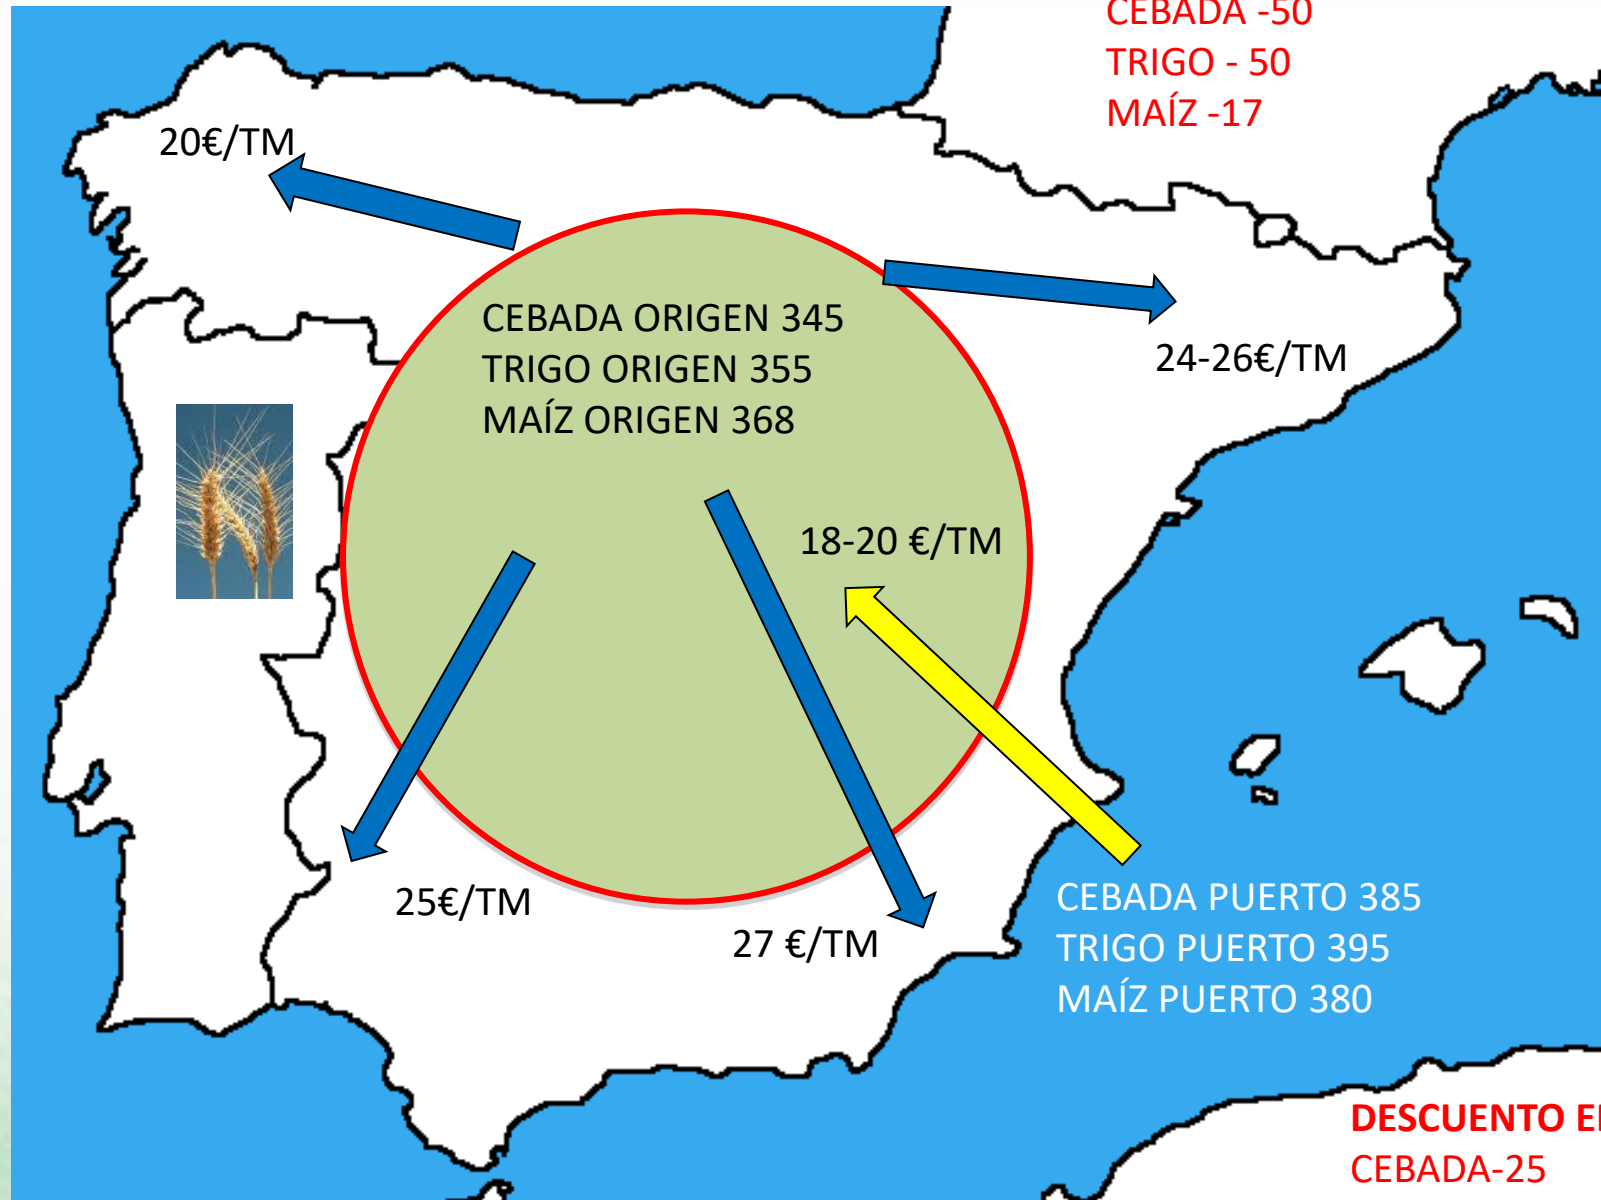 CEBADA -50
TRIGO - 50
MAÍZ -17
20€/TM
CEBADA ORIGEN 345
TRIGO ORIGEN 355
MAÍZ ORIGEN 368
24-26€/TM
18-20 €/TM
25€/TM
27 €/TM
CEBADA PUERTO 385
TRIGO PUERTO 395
MAÍZ PUERTO 380
DESCUENTO
CEBADA-25